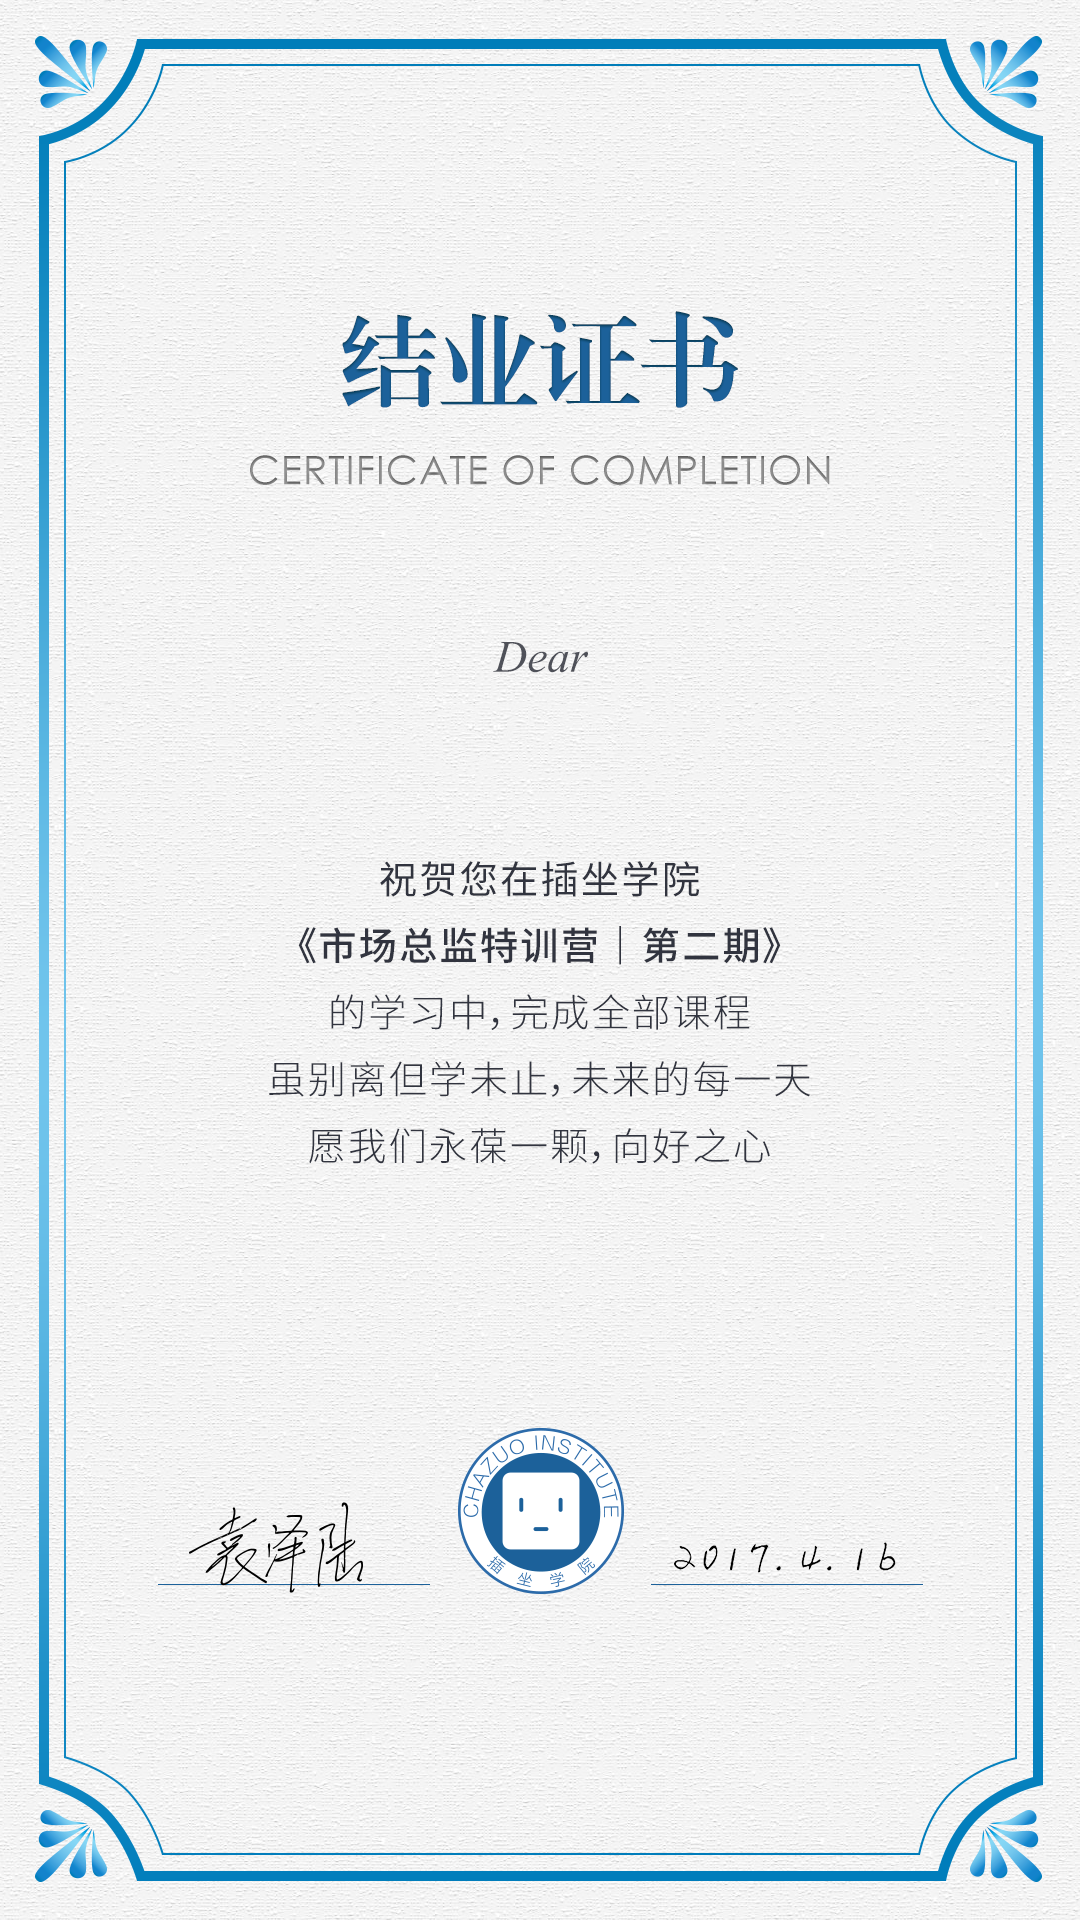 结业证书
CERTIFICATE OF COMPLETION
Dear
祝贺您在插坐学院
《市场总监特训营｜第二期》
的学习中，完成全部课程
虽别离但学未止，未来的每一天
愿我们永葆一颗，向好之心
CHAZUO INSTITUTE
插坐学院
袁泽陆
2017.4.16